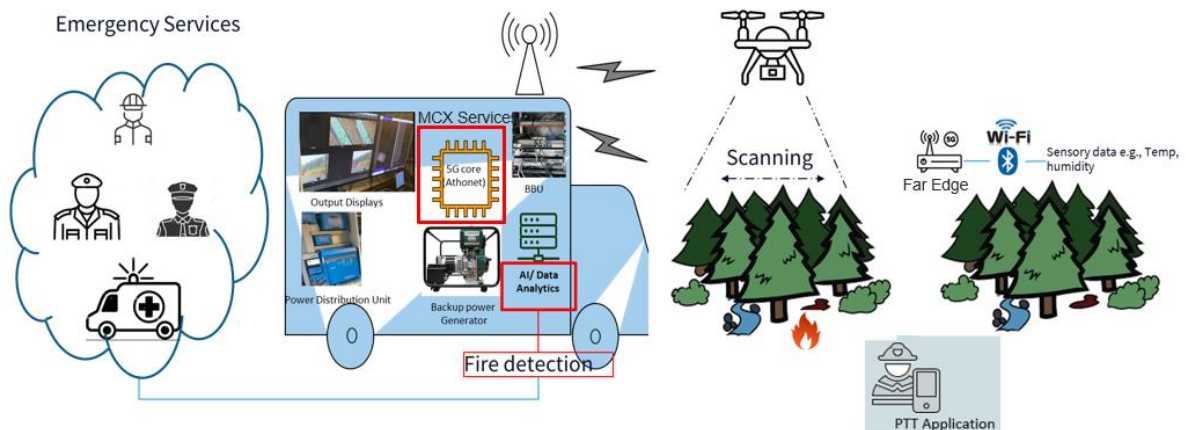 Emergency Services
MCX Services
5G core
(Athonet)
Output Displays
BBU
Power Distribution Unit
Backup power
Generator
AI/ Data
Analytics
Fire detection
Scanning
5G
Wi-Fi
Far Edge
Sensory data e.g., Temp,
humidity
PTT Application